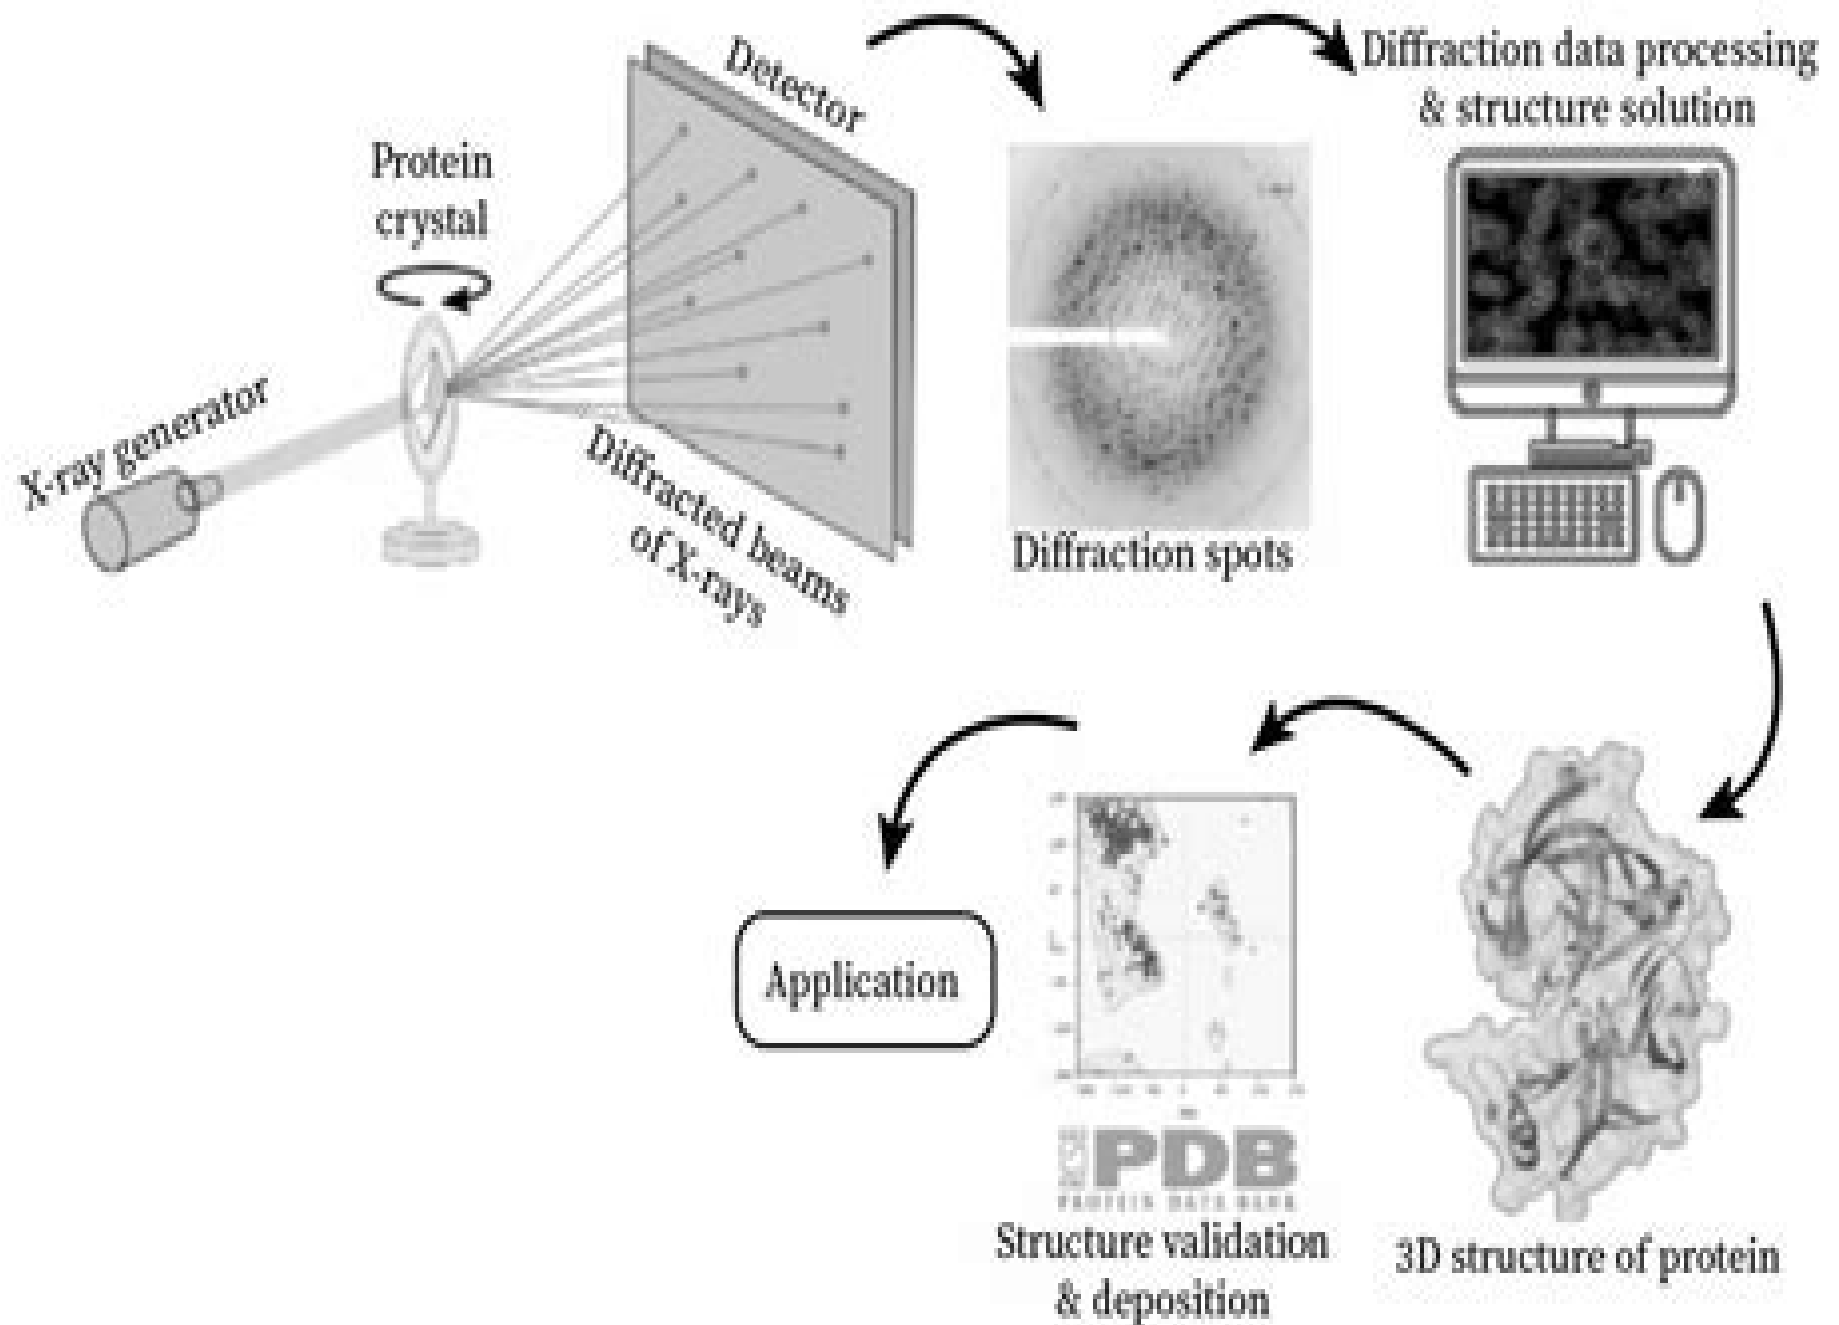 Detector
Diffraction data processing
& structure solution
Protein
crystal
X-ray generator
Diffracted beams
of X-rays
Diffraction spots
Application
PDB
PROTEIN DATA BANK
Structure validation
& deposition
3D structure of protein